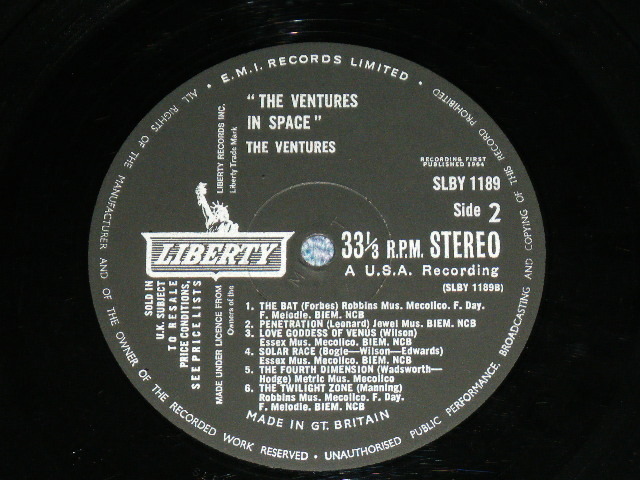 E.M.I. RECORDS LIMITED
ALL RIGHTS OF THE MANUFACTURER AND OF THE OWNER OF THE RECORDED WORK RESERVED • UNAUTHORISED PUBLIC PERFORMANCE, BROADCASTING AND COPYING OF THIS RECORD PROHIBITED
"THE VENTURES
IN SPACE"
THE VENTURES
LIBERTY RECORDS INC.
Liberty Trade Mark
RECORDING FIRST
PUBLISHED 1964
SLBY 1189
Side 2
LIBERTY
33⅓ R.P.M. STEREO
A U.S.A. Recording
(SLBY 1189B)
SOLD IN
U.K. SUBJECT
TO RESALE
PRICE CONDITIONS,
SEE PRICE LISTS
MADE UNDER LICENCE FROM
Owners of the
1. THE BAT (Forbes) Robbins Mus. Mecolico. F. Day.
F. Melodie. BIEM. NCB
2. PENETRATION (Leonard) Jewel Mus. BIEM. NCB
3. LOVE GODDESS OF VENUS (Wilson)
Essex Mus. Mecolico. BIEM. NCB
4. SOLAR RACE (Bogle—Wilson—Edwards)
Essex Mus. Mecolico. BIEM. NCB
5. THE FOURTH DIMENSION (Wadsworth—
Hodge) Metric Mus. Mecolico
6. THE TWILIGHT ZONE (Manning)
Robbins Mus. Mecolico. F. Day.
F. Melodie. BIEM. NCB
MADE IN GT. BRITAIN